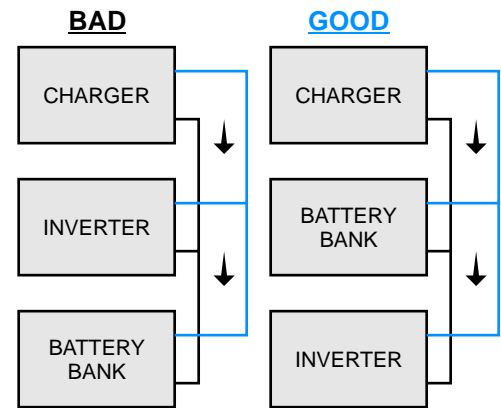 BAD
CHARGER
INVERTER
BATTERY
BANK
GOOD
CHARGER
BATTERY
BANK
INVERTER